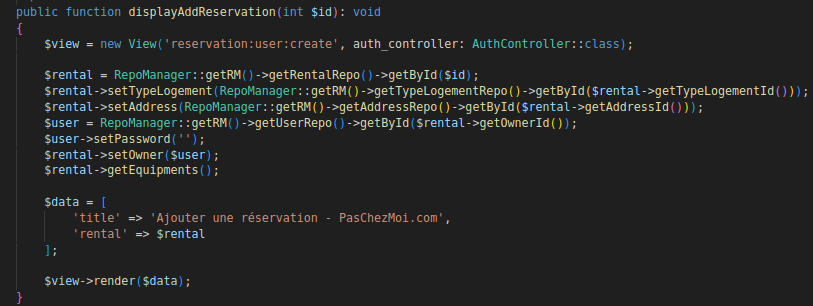 public function displayAddReservation(int $id): void
{
    $view = new View('reservation:user:create', auth_controller: AuthController::class);

    $rental = RepoManager::getRM()->getRentalRepo()->getById($id);
    $rental->setTypeLogement(RepoManager::getRM()->getTypeLogementRepo()->getById($rental->getTypeLogementId()));
    $rental->setAddress(RepoManager::getRM()->getAddressRepo()->getById($rental->getAddressId()));
    $user = RepoManager::getRM()->getUserRepo()->getById($rental->getOwnerId());
    $user->setPassword('');
    $rental->setOwner($user);
    $rental->getEquipments();

    $data = [
        'title' => 'Ajouter une réservation - PasChezMoi.com',
        'rental' => $rental
    ];

    $view->render($data);
}